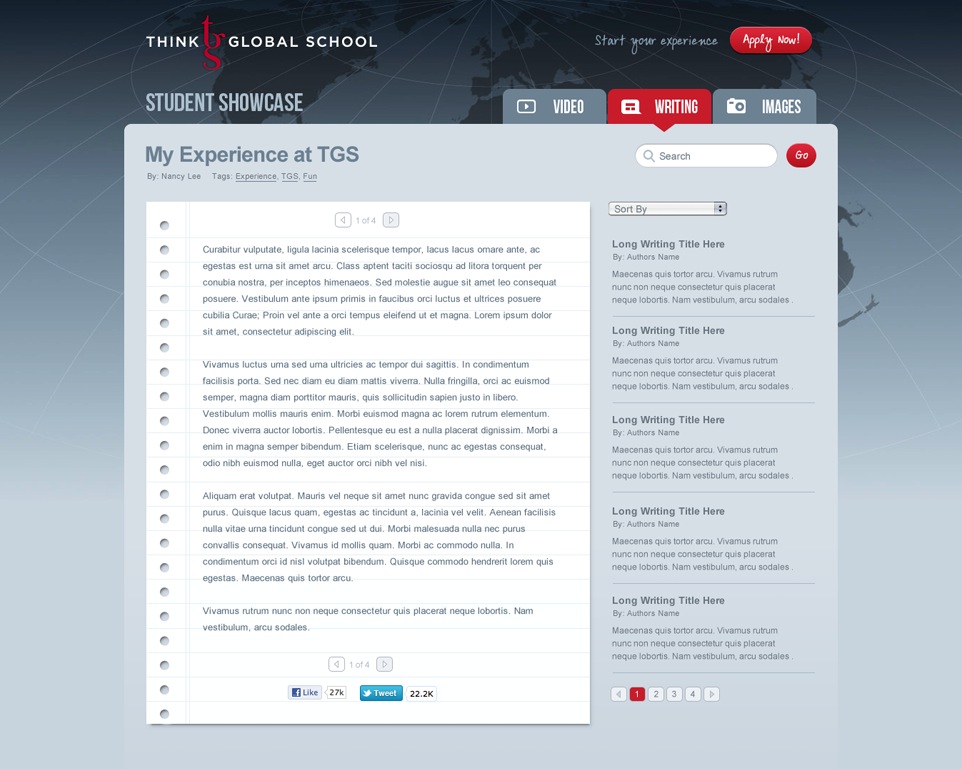 THINK tgs GLOBAL SCHOOL
Start your experience
Apply Now!
STUDENT SHOWCASE
VIDEO
WRITING
IMAGES
My Experience at TGS
By: Nancy Lee Tags: Experience, TGS, Fun
Search
Go
1 of 4
Curabitur vulputate, ligula lacinia scelerisque tempor, lacus lacus ornare ante, ac
egestas est urna sit amet arcu. Class aptent taciti sociosqu ad litora torquent per
conubia nostra, per inceptos himenaeos. Sed molestie augue sit amet leo consequat
posuere. Vestibulum ante ipsum primis in faucibus orci luctus et ultrices posuere
cubilia Curae; Proin vel ante a orci tempus eleifend ut et magna. Lorem ipsum dolor
sit amet, consectetur adipiscing elit.
Vivamus luctus urna sed urna ultricies ac tempor dui sagittis. In condimentum
facilisis porta. Sed nec diam eu diam mattis viverra. Nulla fringilla, orci ac euismod
semper, magna diam porttitor mauris, quis sollicitudin sapien justo in libero.
Vestibulum mollis mauris enim. Morbi euismod magna ac lorem rutrum elementum.
Donec viverra auctor lobortis. Pellentesque eu est a nulla placerat dignissim. Morbi a
enim in magna semper bibendum. Etiam scelerisque, nunc ac egestas consequat,
odio nibh euismod nulla, eget auctor orci nibh vel nisi.
Aliquam erat volutpat. Mauris vel neque sit amet nunc gravida congue sed sit amet
purus. Quisque lacus quam, egestas ac tincidunt a, lacinia vel velit. Aenean facilisis
nulla vitae urna tincidunt congue sed ut dui. Morbi malesuada nulla nec purus
convallis consequat. Vivamus id mollis quam. Morbi ac commodo nulla. In
condimentum orci id nisl volutpat bibendum. Quisque commodo hendrerit lorem quis
egestas. Maecenas quis tortor arcu.
Vivamus rutrum nunc non neque consectetur quis placerat neque lobortis. Nam
vestibulum, arcu sodales.
1 of 4
Like 27k Tweet 22.2K
Sort By
Long Writing Title Here
By: Authors Name
Maecenas quis tortor arcu. Vivamus rutrum
nunc non neque consectetur quis placerat
neque lobortis. Nam vestibulum, arcu sodales .
Long Writing Title Here
By: Authors Name
Maecenas quis tortor arcu. Vivamus rutrum
nunc non neque consectetur quis placerat
neque lobortis. Nam vestibulum, arcu sodales .
Long Writing Title Here
By: Authors Name
Maecenas quis tortor arcu. Vivamus rutrum
nunc non neque consectetur quis placerat
neque lobortis. Nam vestibulum, arcu sodales .
Long Writing Title Here
By: Authors Name
Maecenas quis tortor arcu. Vivamus rutrum
nunc non neque consectetur quis placerat
neque lobortis. Nam vestibulum, arcu sodales .
Long Writing Title Here
By: Authors Name
Maecenas quis tortor arcu. Vivamus rutrum
nunc non neque consectetur quis placerat
neque lobortis. Nam vestibulum, arcu sodales .
1 2 3 4